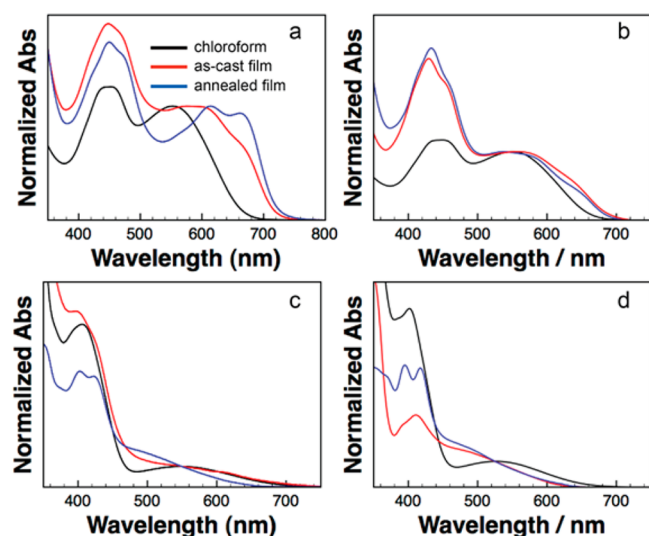 a
chloroform
as-cast film
annealed film
Normalized Abs
400 500 600 700 800
Wavelength (nm)
b
Normalized Abs
400 500 600 700
Wavelength / nm
c
Normalized Abs
400 500 600 700
Wavelength (nm)
d
Normalized Abs
400 500 600 700
Wavelength / nm